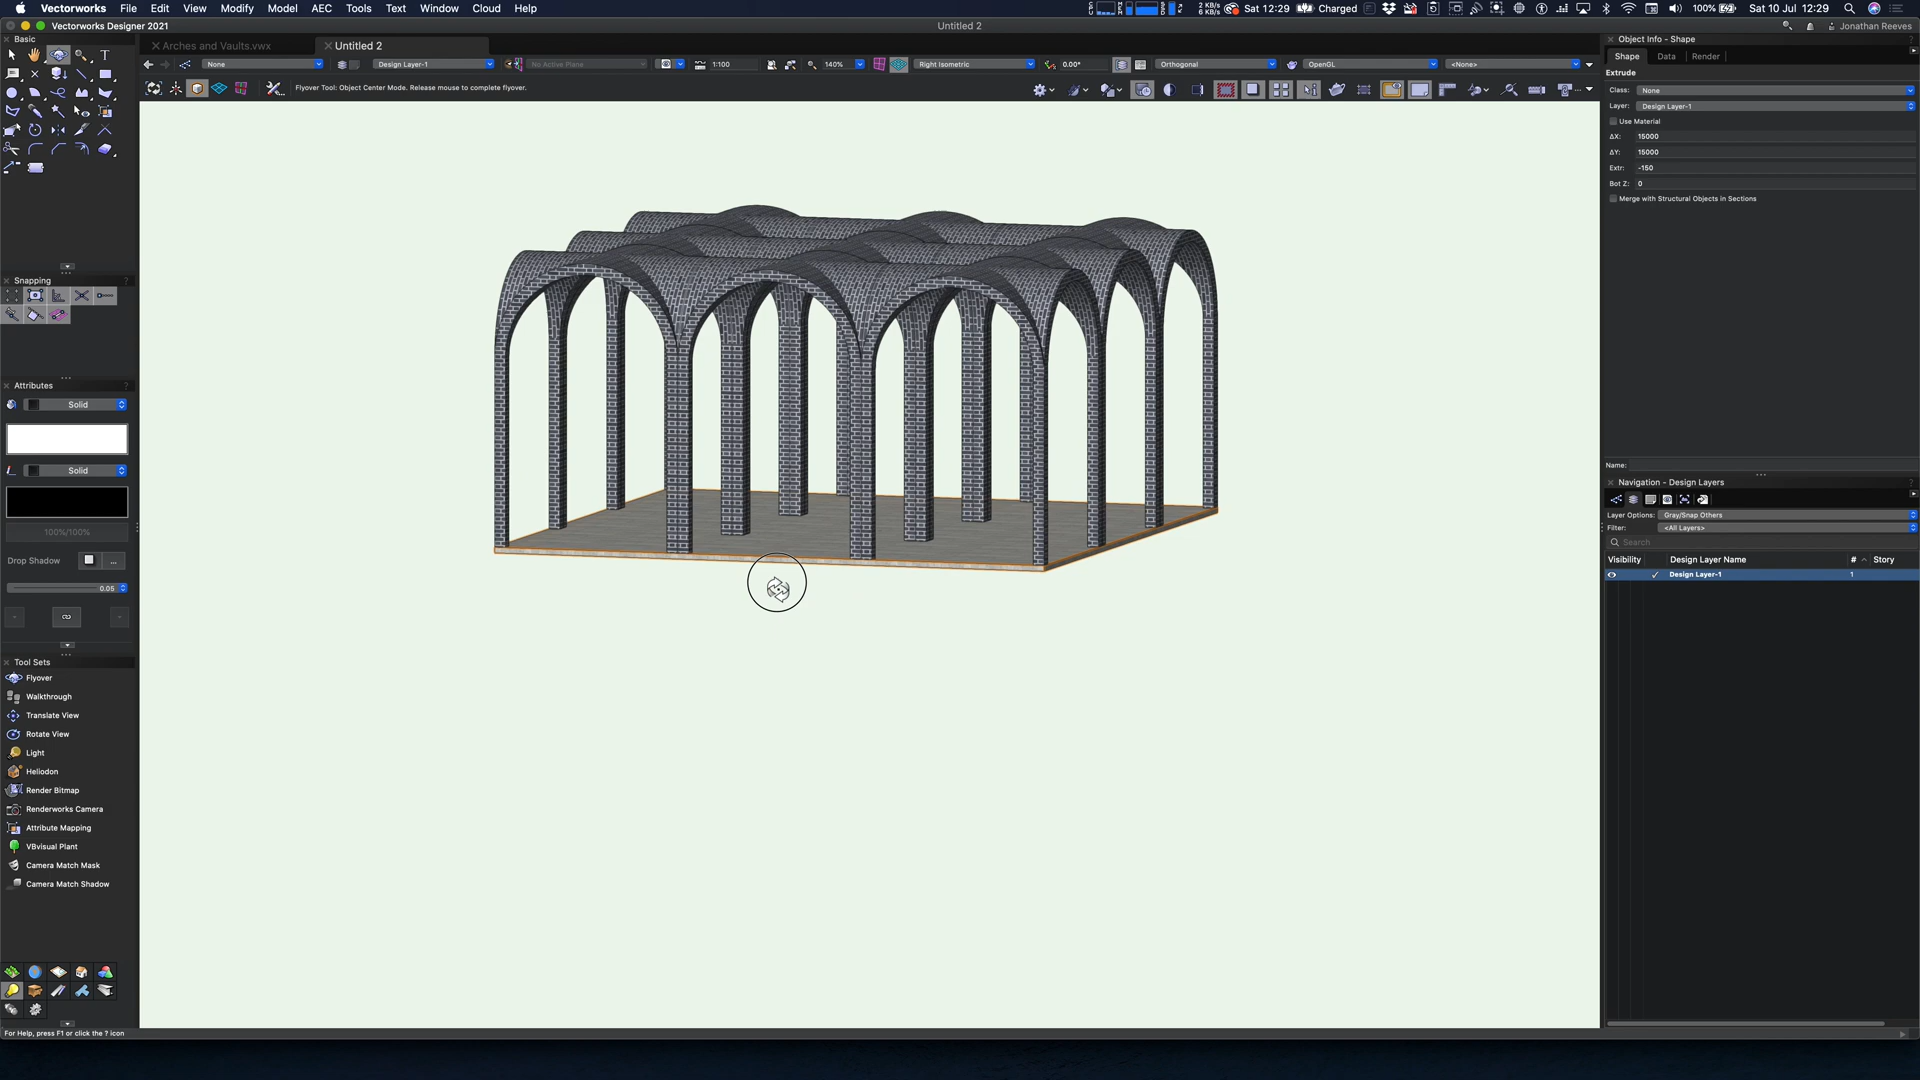 Vectorworks File Edit View Modify Model AEC Tools Text Window Cloud Help
2 KB/s
6 KB/s
Sat 12:29 Charged 100% Sat 10 Jul 12:29
Vectorworks Designer 2021 Untitled 2 Jonathan Reeves
Basic
Arches and Vaults.vwx Untitled 2
None Design Layer-1 No Active Plane 1:100 140% Right Isometric 0.00° Orthogonal OpenGL <None>
Flyover Tool: Object Center Mode. Release mouse to complete flyover.
Snapping
Attributes
Solid
Solid
100%/100%
Drop Shadow
0.05
Tool Sets
Flyover
Walkthrough
Translate View
Rotate View
Light
Heliodon
Render Bitmap
Renderworks Camera
Attribute Mapping
VBvisual Plant
Camera Match Mask
Camera Match Shadow
For Help, press F1 or click the ? icon
Object Info - Shape
Shape Data Render
Extrude
Class: None
Layer: Design Layer-1
Use Material
ΔX: 15000
ΔY: 15000
Extr: -150
Bot Z: 0
Merge with Structural Objects in Sections
Name:
Navigation - Design Layers
Layer Options: Gray/Snap Others
Filter: <All Layers>
Search
Visibility Design Layer Name # Story
Design Layer-1 1